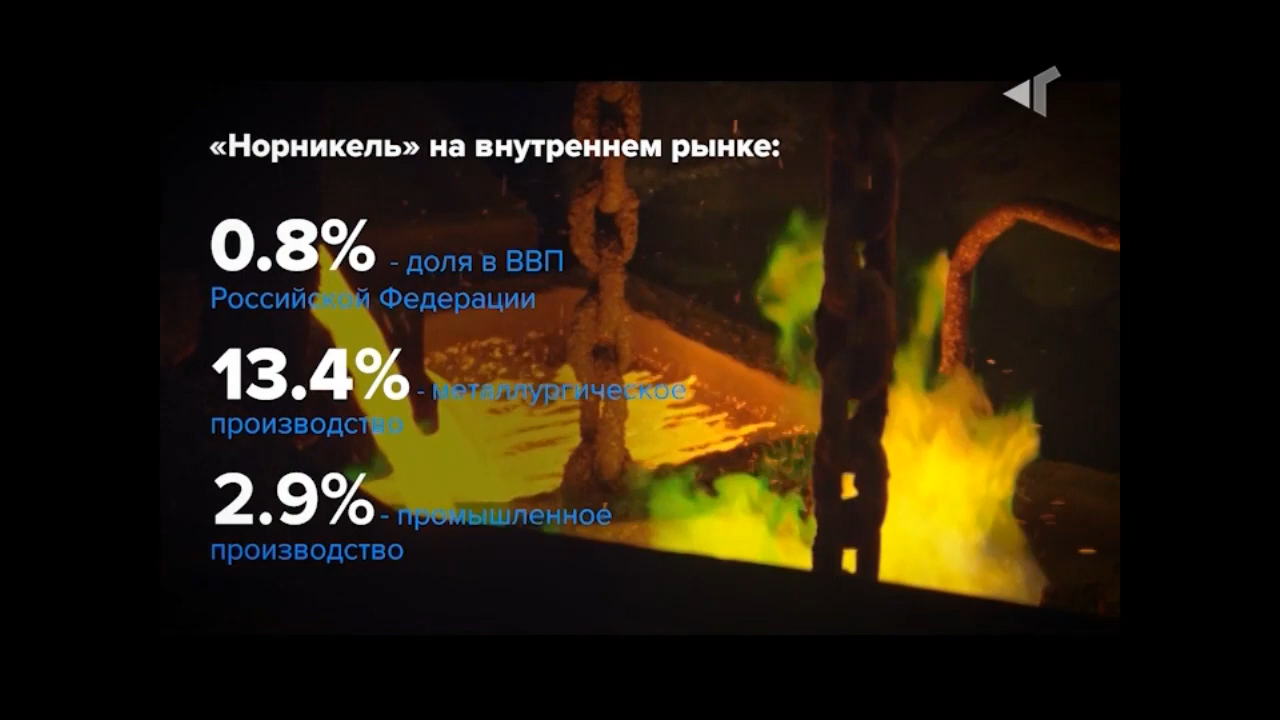 «Норникель» на внутреннем рынке:
0.8% - доля в ВВП
Российской Федерации
13.4% - металлургическое
производство
2.9% - промышленное
производство